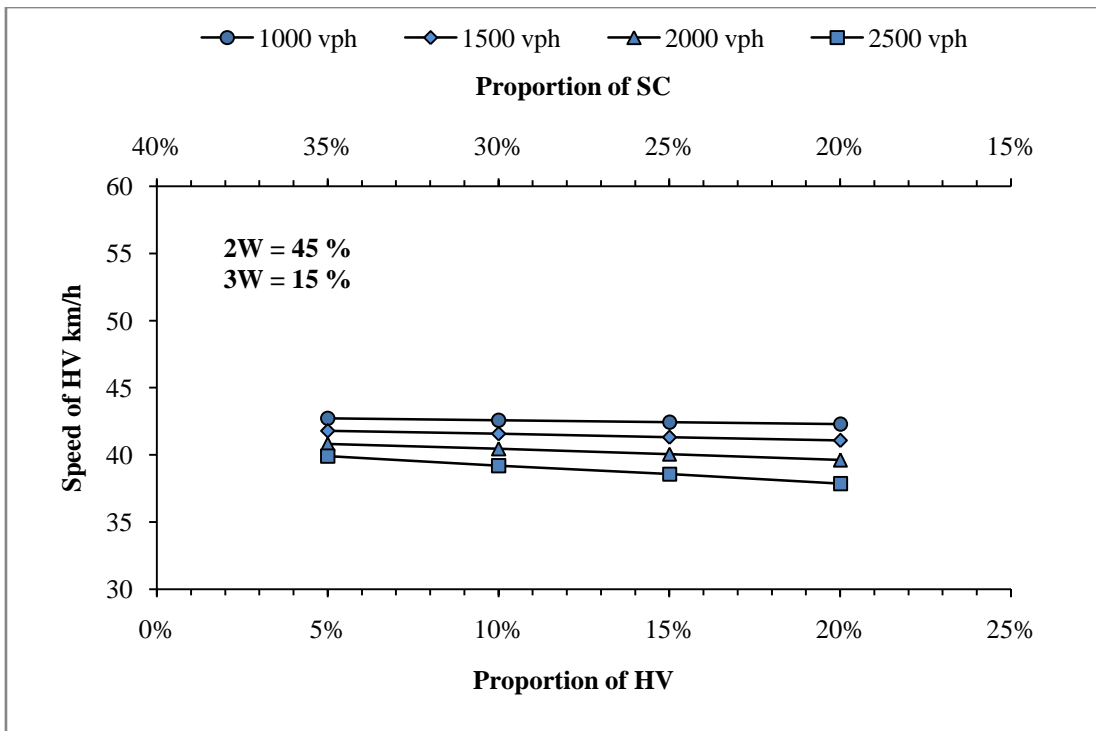 1000 vph 1500 vph 2000 vph 2500 vph
Proportion of SC
40% 35% 30% 25% 20% 15%
60
55
50
45
40
35
30
2W = 45 %
3W = 15 %
Speed of HV km/h
0% 5% 10% 15% 20% 25%
Proportion of HV